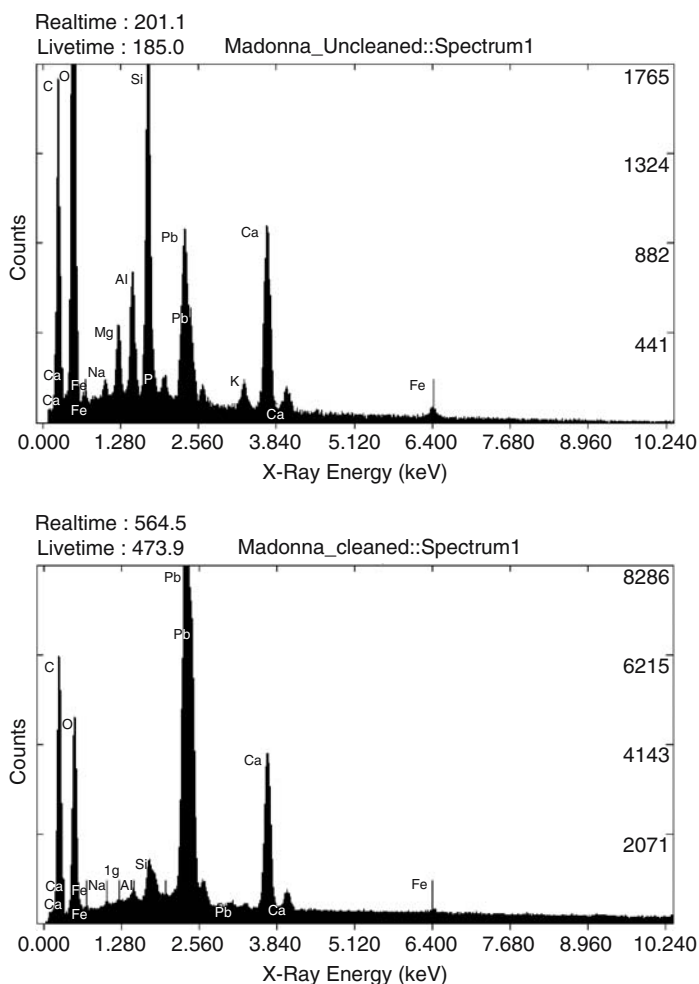 Realtime : 201.1
Livetime : 185.0 Madonna_Uncleaned::Spectrum1
C O Si 1765
1324
Pb Ca 882
Al
Mg Pb 441
Ca Na Fe P K Fe
Ca Fe Ca
Counts
0.000 1.280 2.560 3.840 5.120 6.400 7.680 8.960 10.240
X-Ray Energy (keV)
Realtime : 564.5
Livetime : 473.9 Madonna_cleaned::Spectrum1
Pb 8286
C Pb 6215
O Ca 4143
1g Si 2071
Ca Fe Na Al Fe
Ca Fe Pb Ca
Counts
0.000 1.280 2.560 3.840 5.120 6.400 7.680 8.960 10.240
X-Ray Energy (keV)